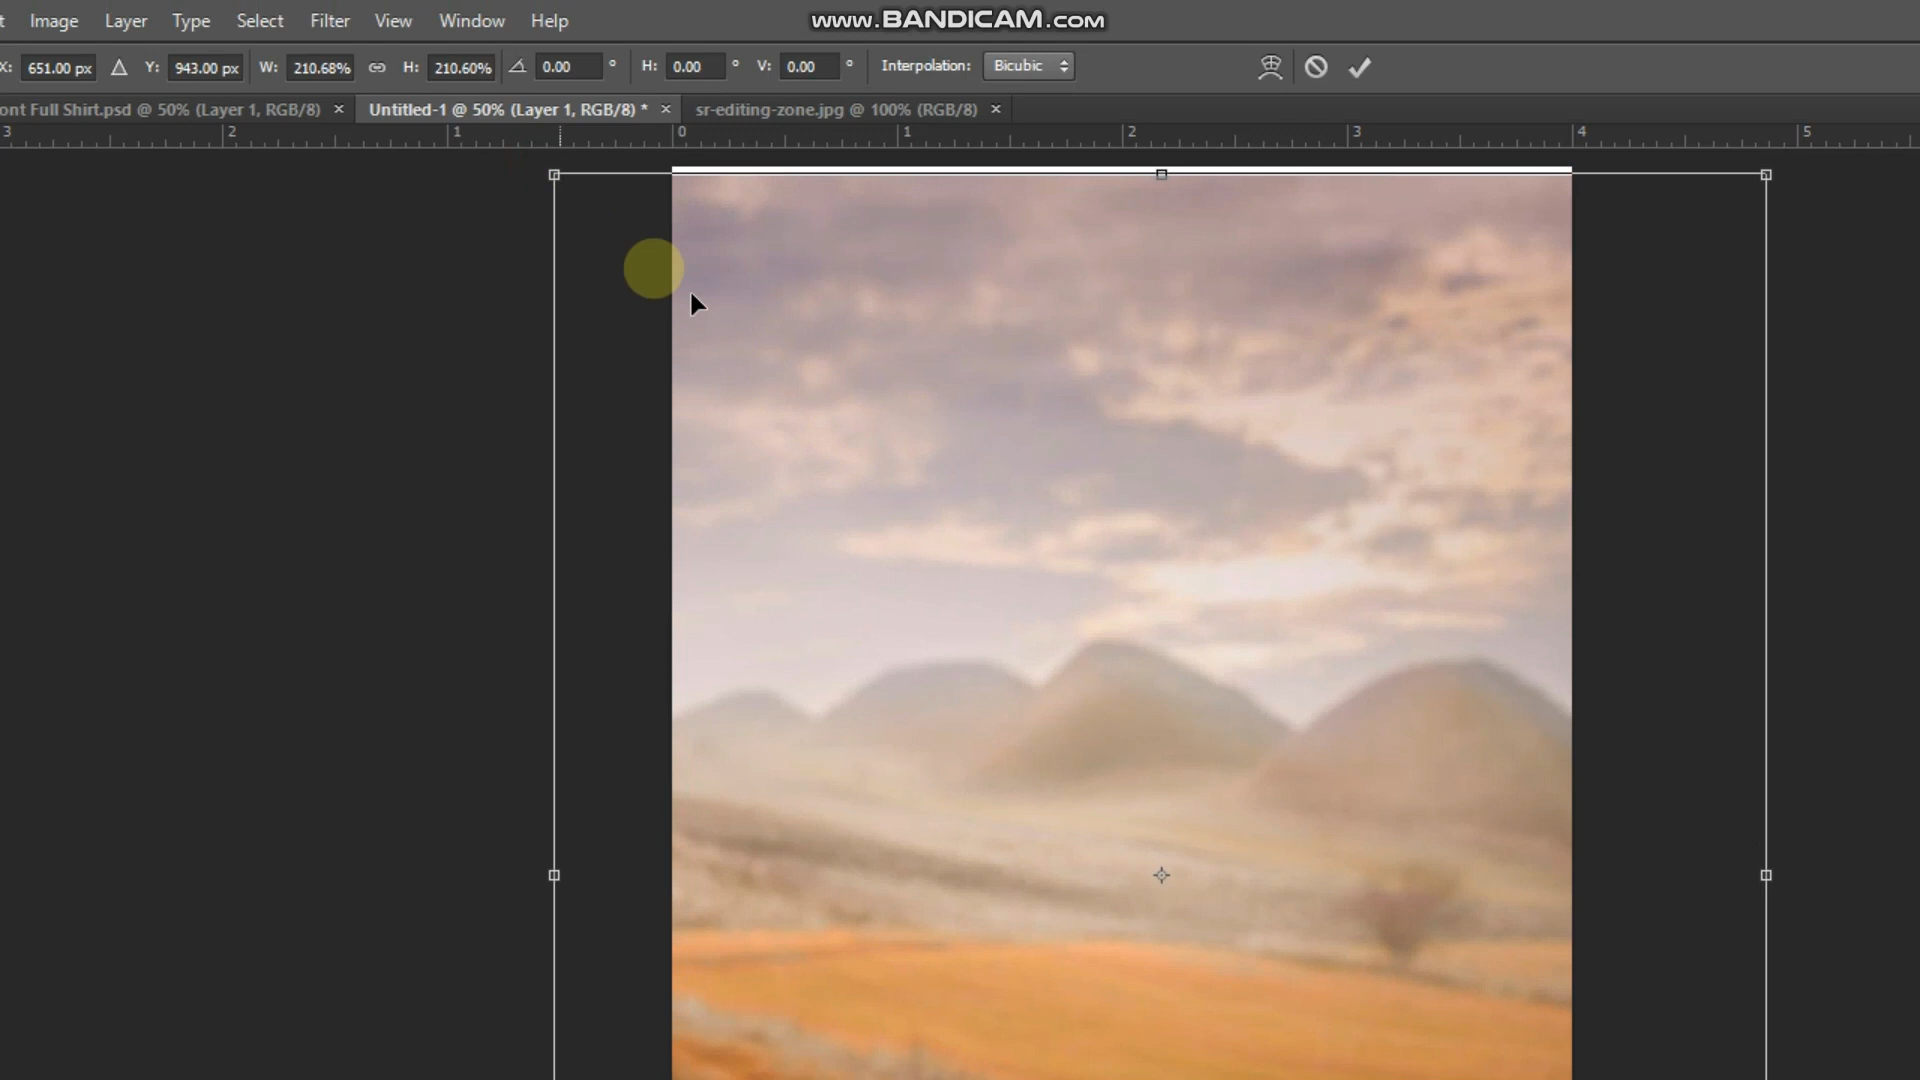 t Image Layer Type Select Filter View Window Help
www.BANDICAM.com
X: 651.00 px Y: 943.00 px W: 210.68% H: 210.60% 0.00 ° H: 0.00 ° V: 0.00 ° Interpolation: Bicubic
ont Full Shirt.psd @ 50% (Layer 1, RGB/8) × Untitled-1 @ 50% (Layer 1, RGB/8) * × sr-editing-zone.jpg @ 100% (RGB/8) ×
3 2 1 0 1 2 3 4 5